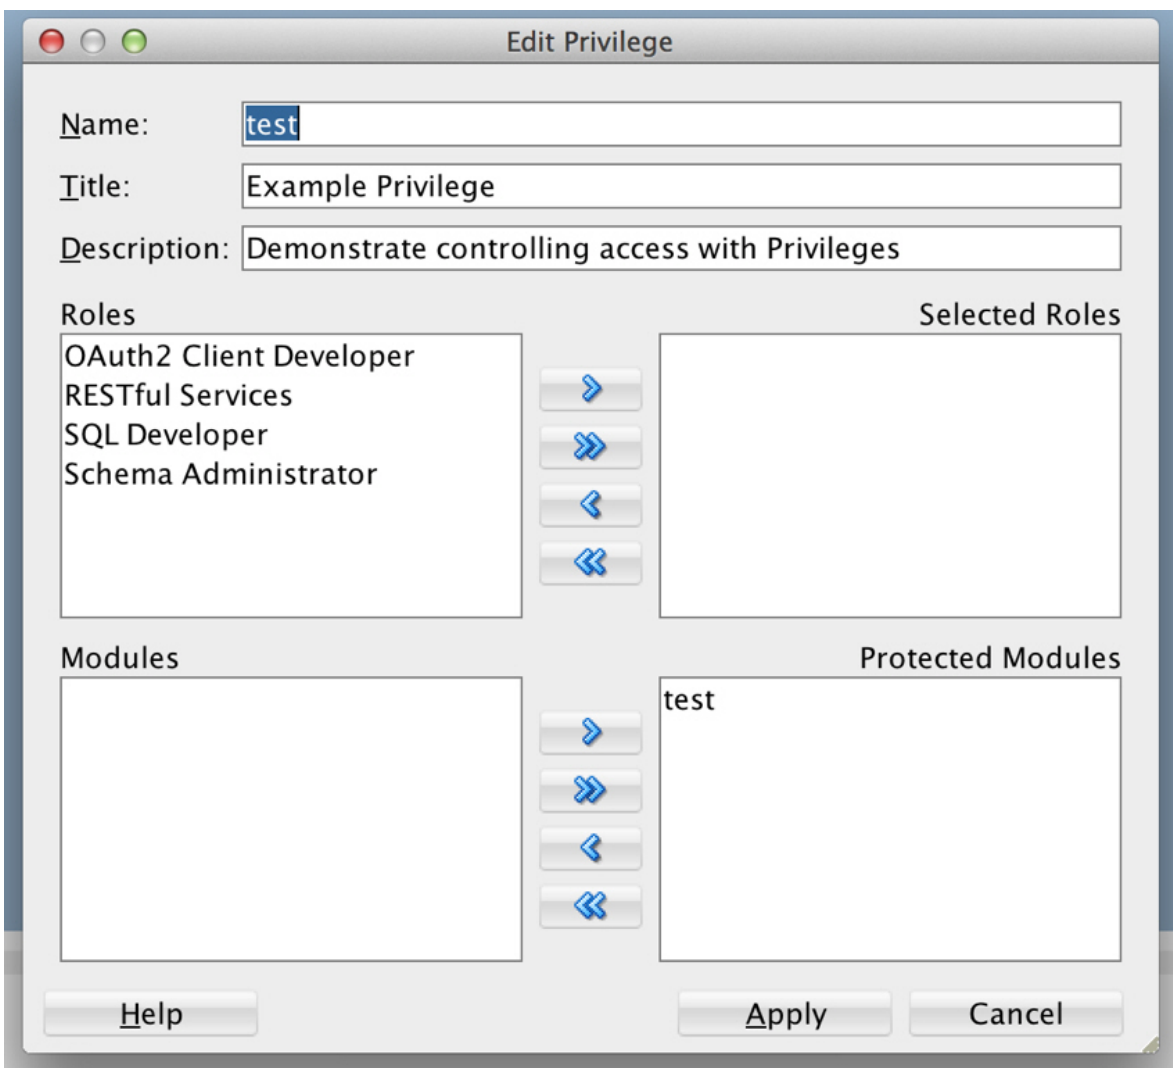 Edit Privilege
Name: test
Title: Example Privilege
Description: Demonstrate controlling access with Privileges
Roles Selected Roles
OAuth2 Client Developer
RESTful Services
SQL Developer
Schema Administrator
Modules Protected Modules
test
Help Apply Cancel